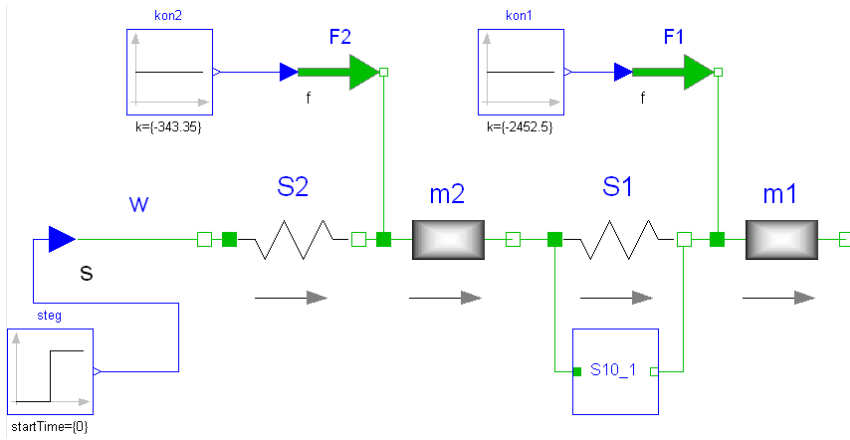 kon2
kon1
F2
F1
f
f
k={-343.35}
k={-2452.5}
S2
m2
S1
m1
W
S
steg
S10_1
startTime={0}